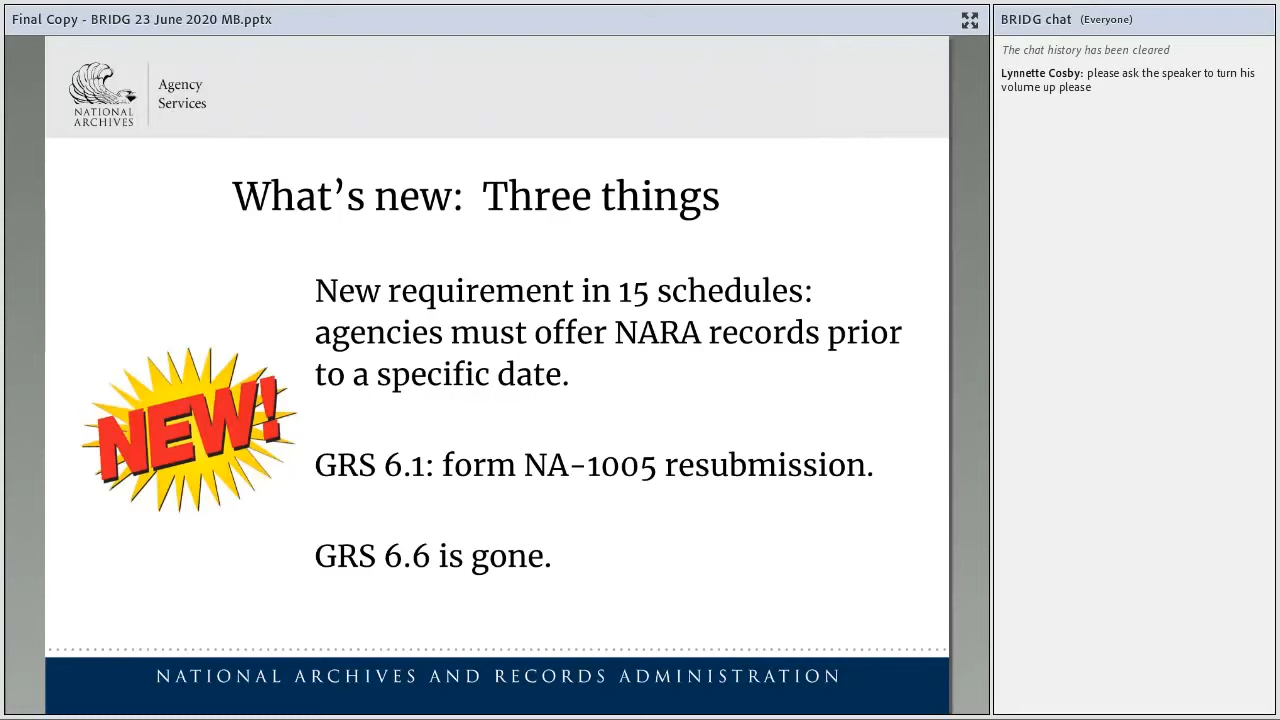 Final Copy - BRIDG 23 June 2020 MB.pptx
NATIONAL
ARCHIVES
Agency
Services
What's new:  Three things
New requirement in 15 schedules:
agencies must offer NARA records prior
to a specific date.
NEW!
GRS 6.1: form NA-1005 resubmission.
GRS 6.6 is gone.
NATIONAL ARCHIVES AND RECORDS ADMINISTRATION
BRIDG chat (Everyone)
The chat history has been cleared
Lynnette Cosby: please ask the speaker to turn his
volume up please